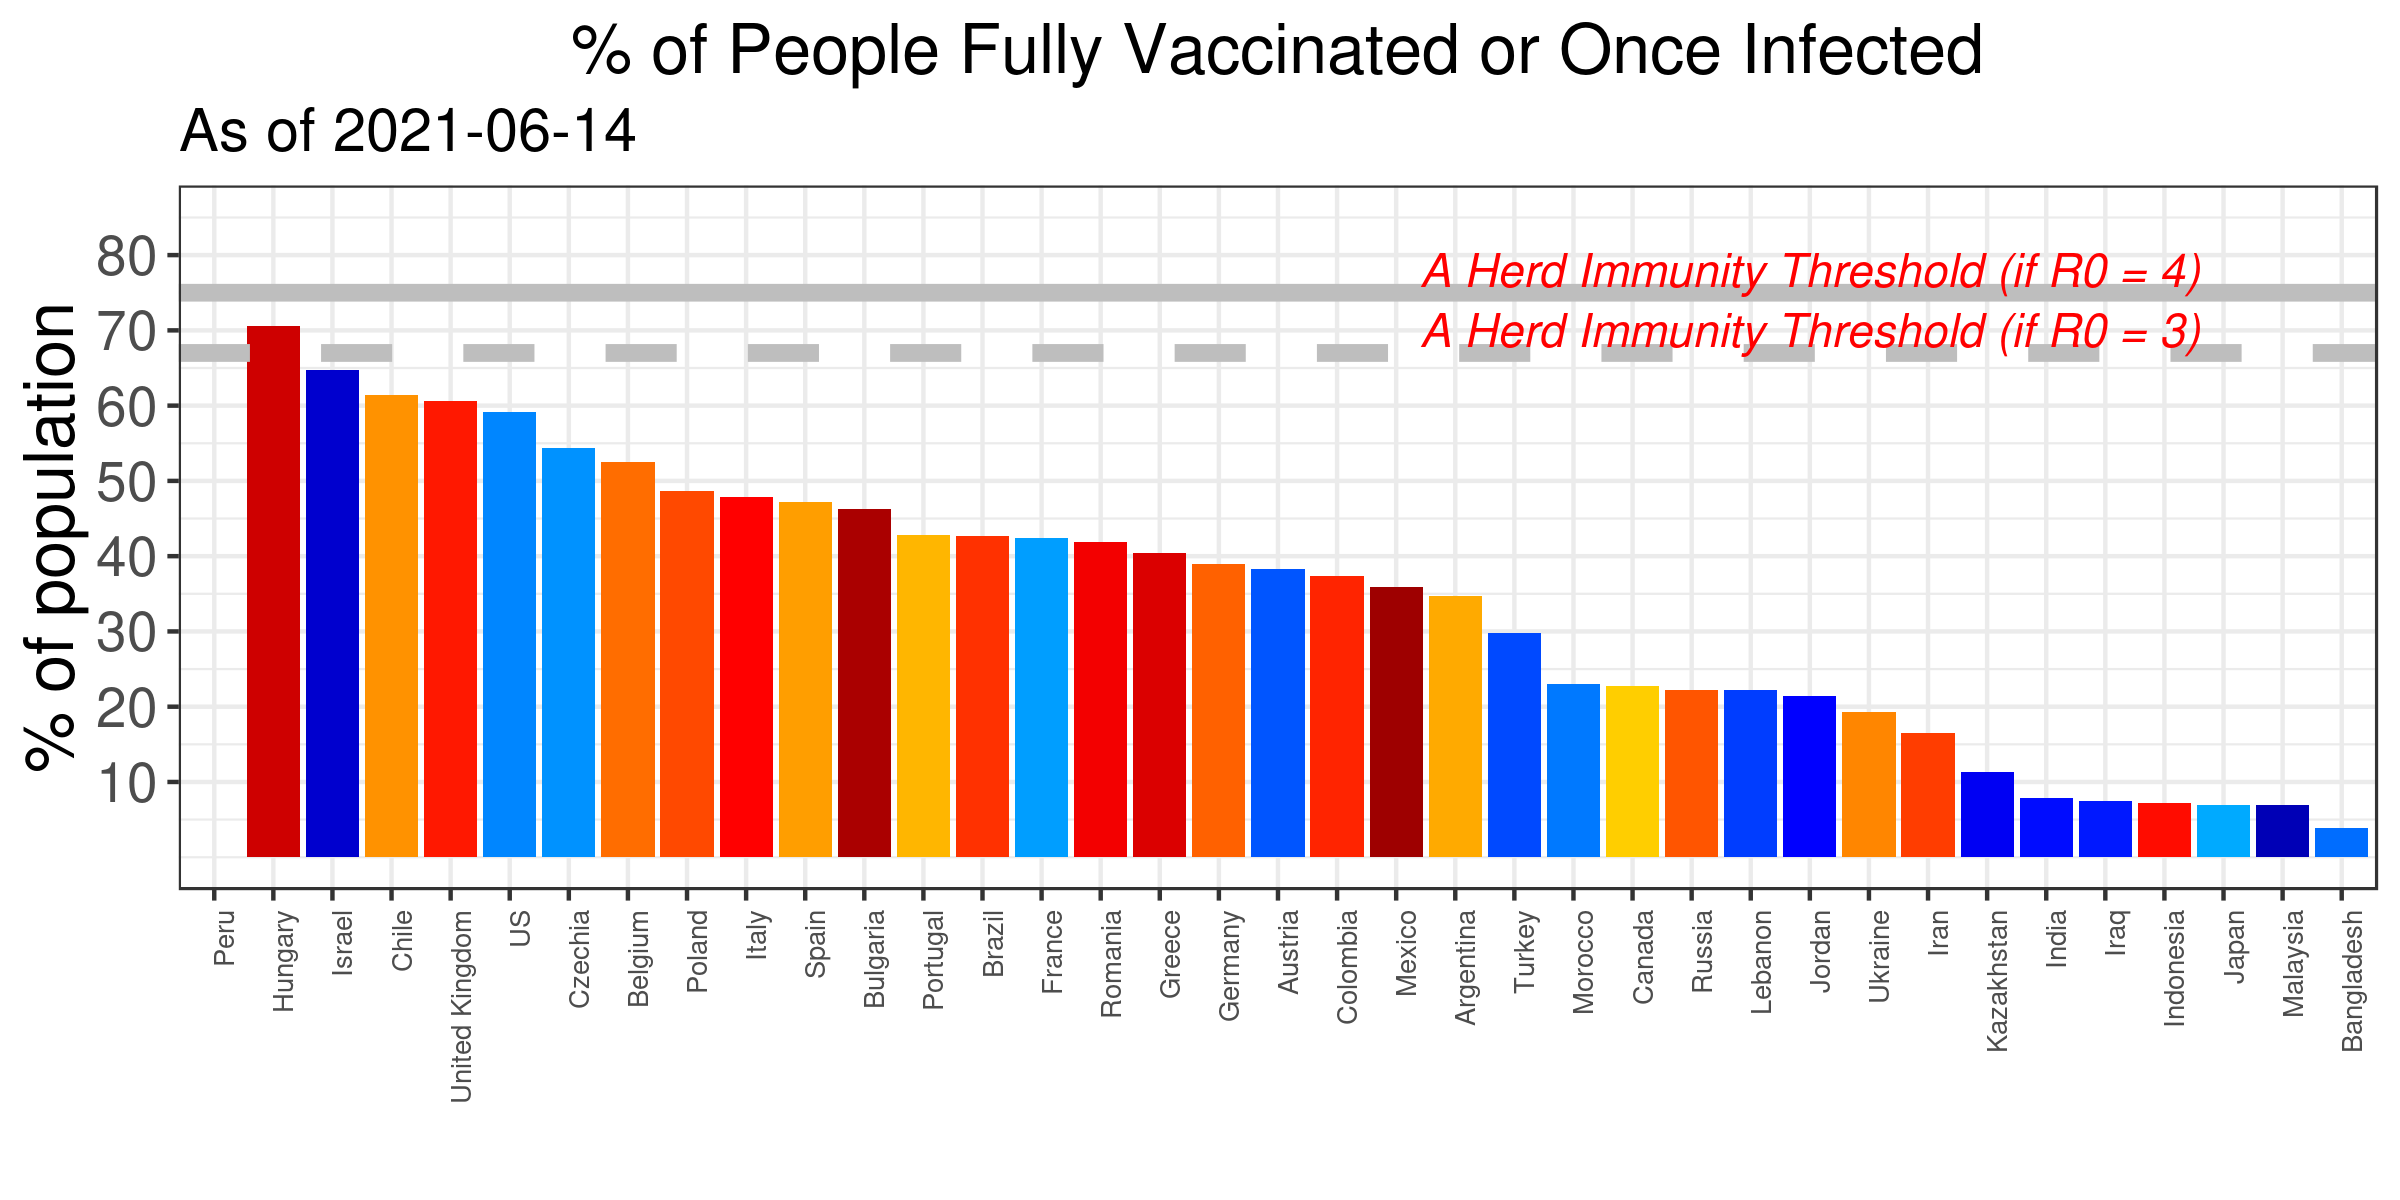 % of People Fully Vaccinated or Once Infected
As of 2021-06-14
% of population
80
70
60
50
40
30
20
10
A Herd Immunity Threshold (if R0 = 4)
A Herd Immunity Threshold (if R0 = 3)
Peru
Hungary
Israel
Chile
United Kingdom
US
Czechia
Belgium
Poland
Italy
Spain
Bulgaria
Portugal
Brazil
France
Romania
Greece
Germany
Austria
Colombia
Mexico
Argentina
Turkey
Morocco
Canada
Russia
Lebanon
Jordan
Ukraine
Iran
Kazakhstan
India
Iraq
Indonesia
Japan
Malaysia
Bangladesh